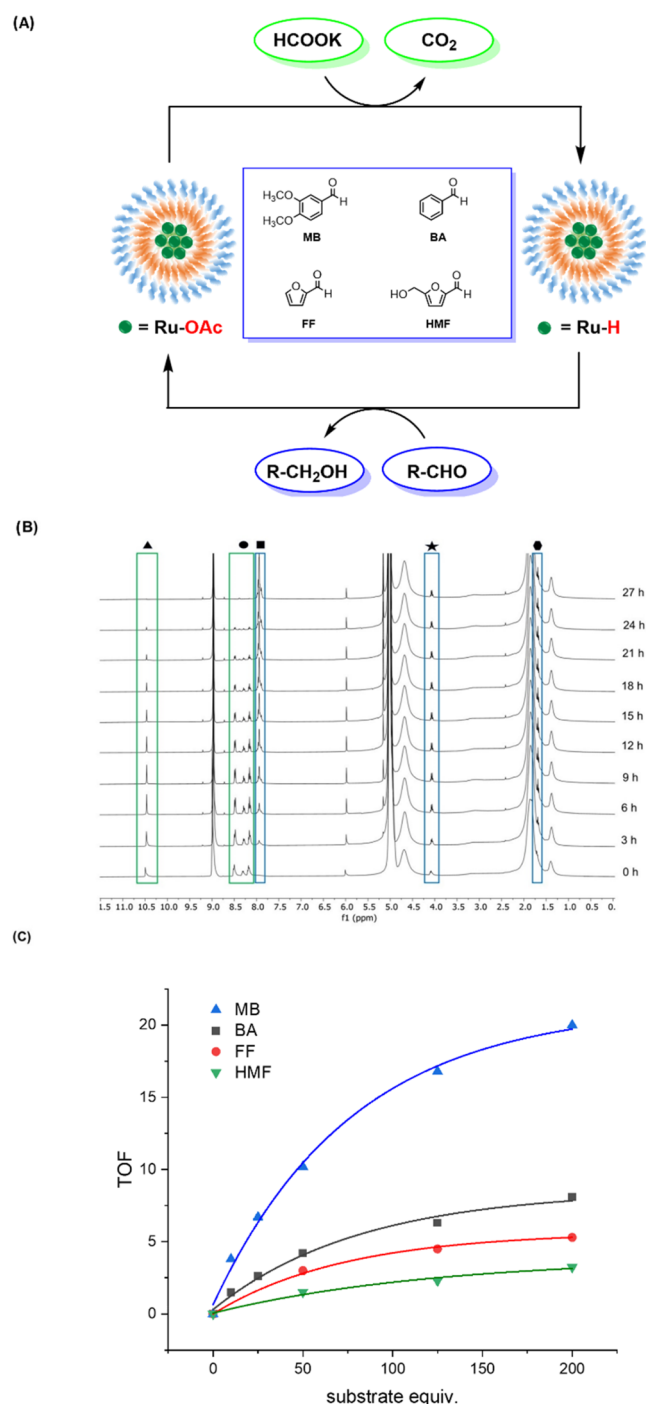 (A)
HCOOK
CO2
H3CO
H3CO
O
H
MB
O
H
BA
O
O
H
FF
HO
O
O
H
HMF
= Ru-OAc
= Ru-H
R-CH2OH
R-CHO
(B)
27 h
24 h
21 h
18 h
15 h
12 h
9 h
6 h
3 h
0 h
1.5 11.0 10.5 10.0 9.5 9.0 8.5 8.0 7.5 7.0 6.5 6.0 5.5 5.0 4.5 4.0 3.5 3.0 2.5 2.0 1.5 1.0 0.5 0.
f1 (ppm)
(C)
MB
BA
FF
HMF
20
15
10
5
0
TOF
0 50 100 125 150 200
substrate equiv.